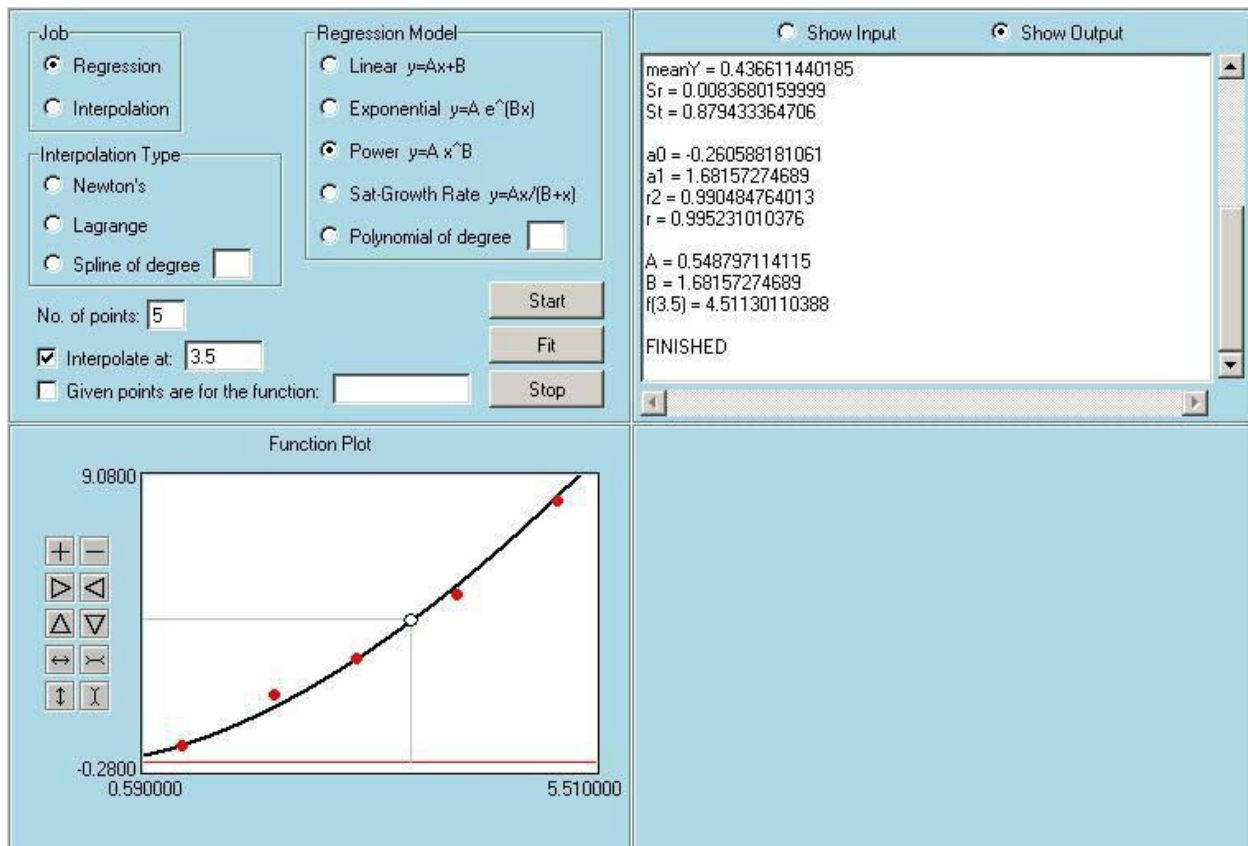 Job
Regression
Interpolation
Interpolation Type
Newton's
Lagrange
Spline of degree
Regression Model
Linear y=Ax+B
Exponential y=A e^(Bx)
Power y=A x^B
Sat-Growth Rate y=Ax/(B+x)
Polynomial of degree
No. of points: 5
Interpolate at: 3.5
Given points are for the function:
Start
Fit
Stop
Show Input
Show Output
meanY = 0.436611440185
Sr = 0.0083680159999
St = 0.879433364706
a0 = -0.260588181061
a1 = 1.68157274689
r2 = 0.990484764013
r = 0.995231010376
A = 0.548797114115
B = 1.68157274689
f(3.5) = 4.51130110388
FINISHED
Function Plot
9.0800
-0.2800
0.590000
5.510000